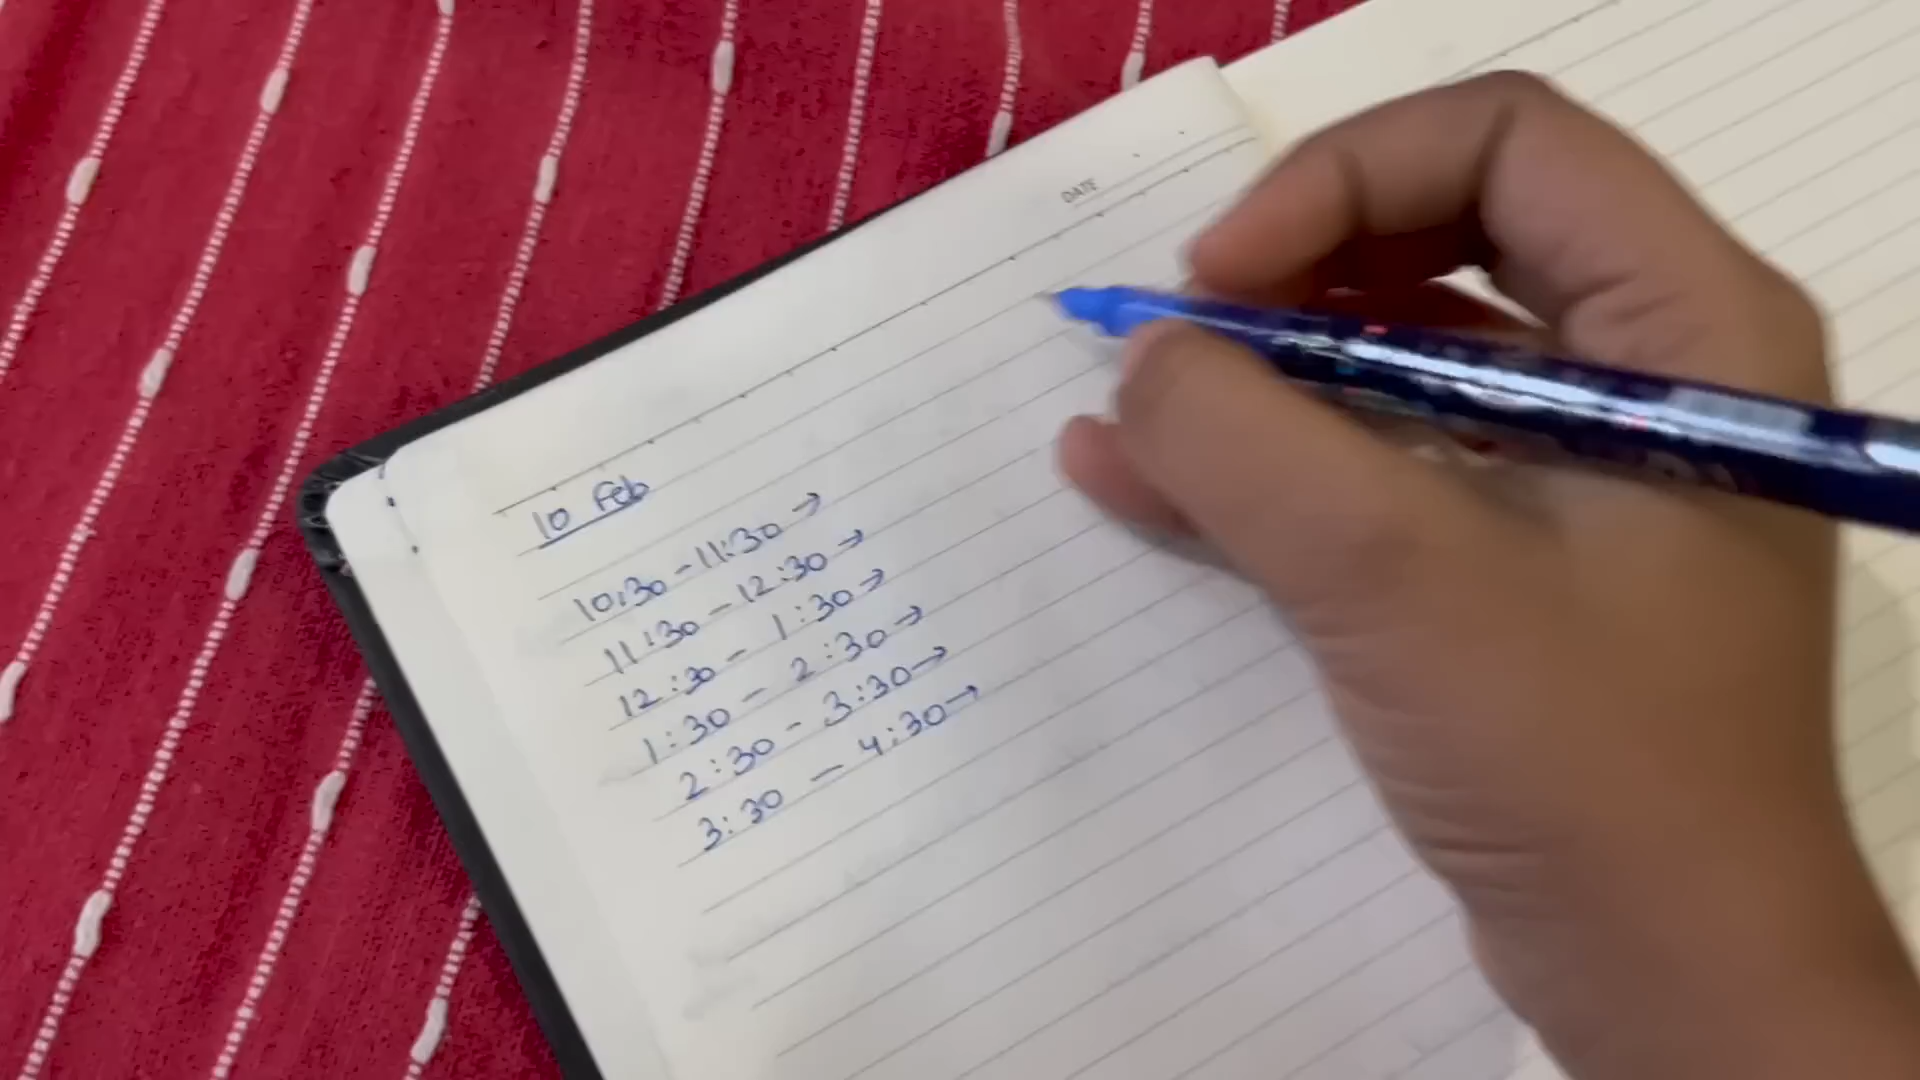 DATE
10 Feb
10:30 - 11:30 →
11:30 - 12:30 →
12:30 - 1:30 →
1:30 - 2:30 →
2:30 - 3:30 →
3:30 - 4:30 →